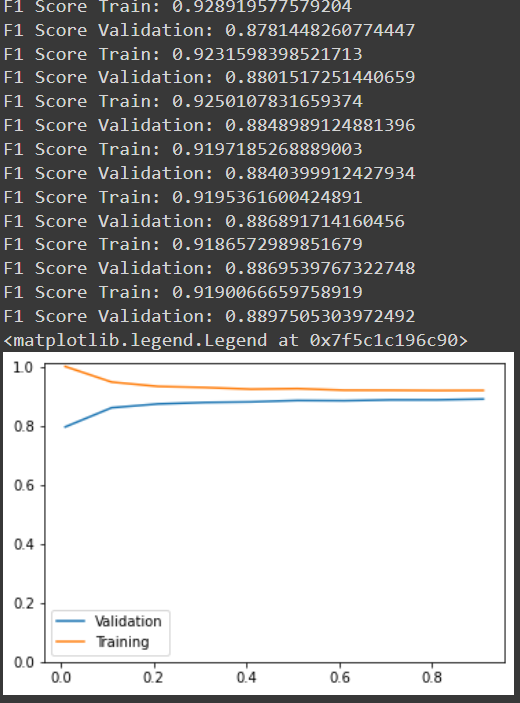 F1 Score Train: 0.928919577579204
F1 Score Validation: 0.8781448260774447
F1 Score Train: 0.9231598398521713
F1 Score Validation: 0.8801517251440659
F1 Score Train: 0.9250107831659374
F1 Score Validation: 0.8848989124881396
F1 Score Train: 0.9197185268889003
F1 Score Validation: 0.8840399912427934
F1 Score Train: 0.9195361600424891
F1 Score Validation: 0.886891714160456
F1 Score Train: 0.9186572989851679
F1 Score Validation: 0.8869539767322748
F1 Score Train: 0.9190066659758919
F1 Score Validation: 0.8897505303972492
<matplotlib.legend.Legend at 0x7f5c1c196c90>
1.0
0.8
0.6
0.4
0.2
0.0
Validation
Training
0.0 0.2 0.4 0.6 0.8